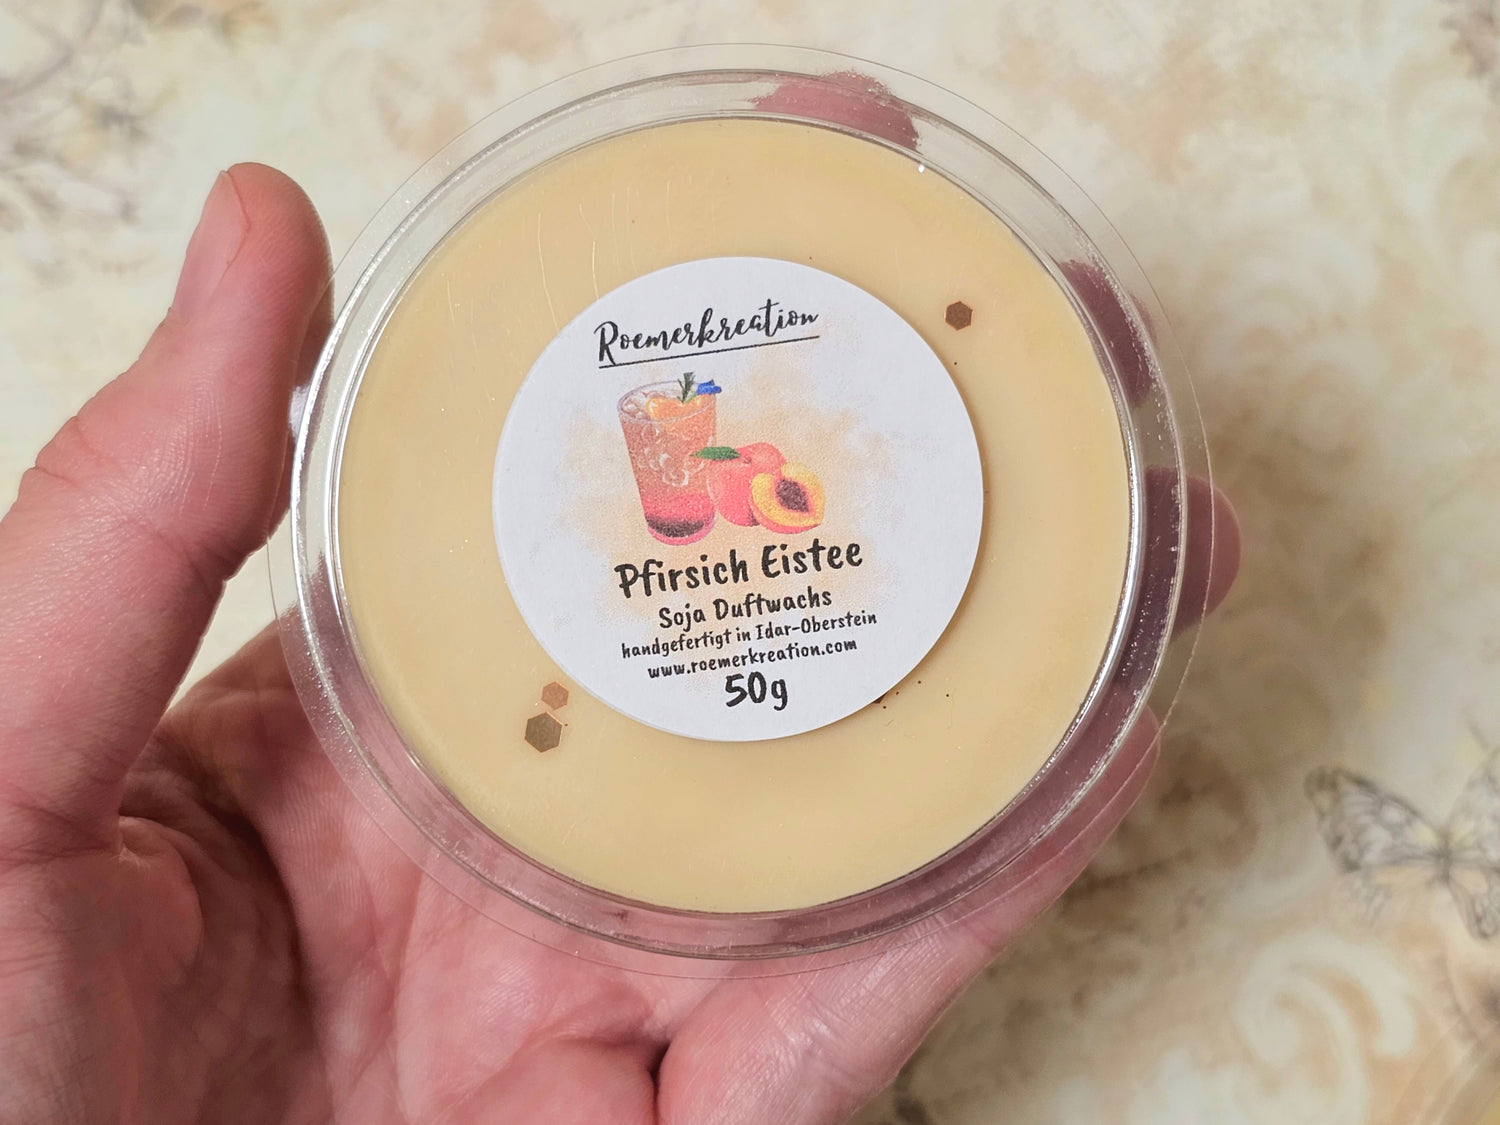 Roemerkreation
Pfirsich Eistee
Soja Duftwachs
handgefertigt in Idar-Oberstein
www.roemerkreation.com
50g